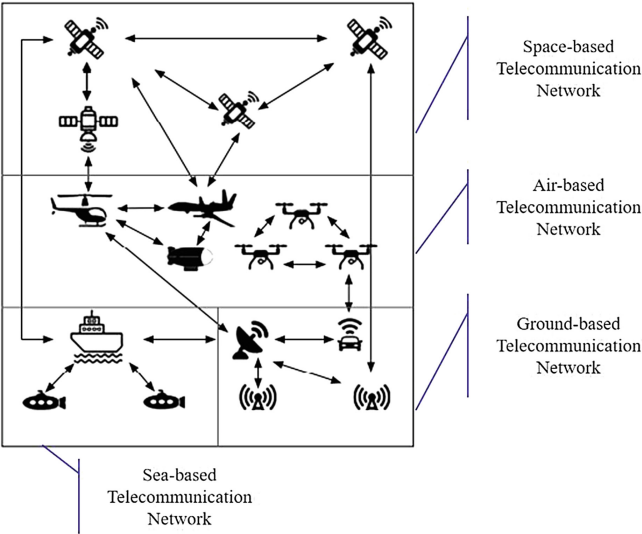 Space-based
Telecommunication
Network
Air-based
Telecommunication
Network
Ground-based
Telecommunication
Network
Sea-based
Telecommunication
Network